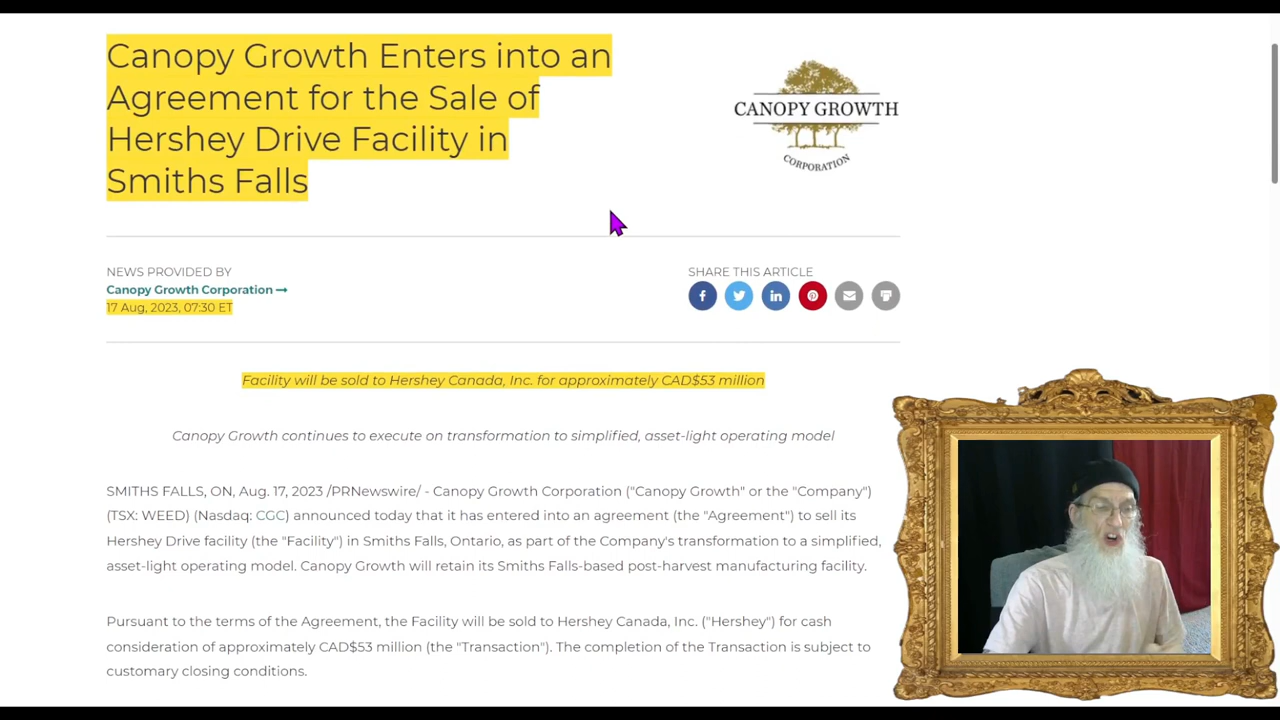 Canopy Growth Enters into an
Agreement for the Sale of
Hershey Drive Facility in
Smiths Falls
CANOPY GROWTH
CORPORATION
NEWS PROVIDED BY
Canopy Growth Corporation →
17 Aug, 2023, 07:30 ET
SHARE THIS ARTICLE
Facility will be sold to Hershey Canada, Inc. for approximately CAD$53 million
Canopy Growth continues to execute on transformation to simplified, asset-light operating model
SMITHS FALLS, ON, Aug. 17, 2023 /PRNewswire/ - Canopy Growth Corporation ("Canopy Growth" or the "Company")
(TSX: WEED) (Nasdaq: CGC) announced today that it has entered into an agreement (the "Agreement") to sell its
Hershey Drive facility (the "Facility") in Smiths Falls, Ontario, as part of the Company's transformation to a simplified,
asset-light operating model. Canopy Growth will retain its Smiths Falls-based post-harvest manufacturing facility.
Pursuant to the terms of the Agreement, the Facility will be sold to Hershey Canada, Inc. ("Hershey") for cash
consideration of approximately CAD$53 million (the "Transaction"). The completion of the Transaction is subject to
customary closing conditions.